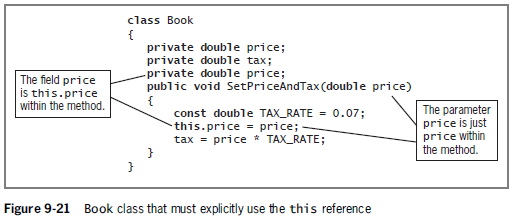 class Book
{
private double price;
private double tax;
private double price;
public void SetPriceAndTax(double price)
{
const double TAX_RATE = 0.07;
this.price = price;
tax = price * TAX_RATE;
}
}
The field price
is this.price
within the method.
The parameter
price is just
price within
the method.
Figure 9-21 Book class that must explicitly use the this reference